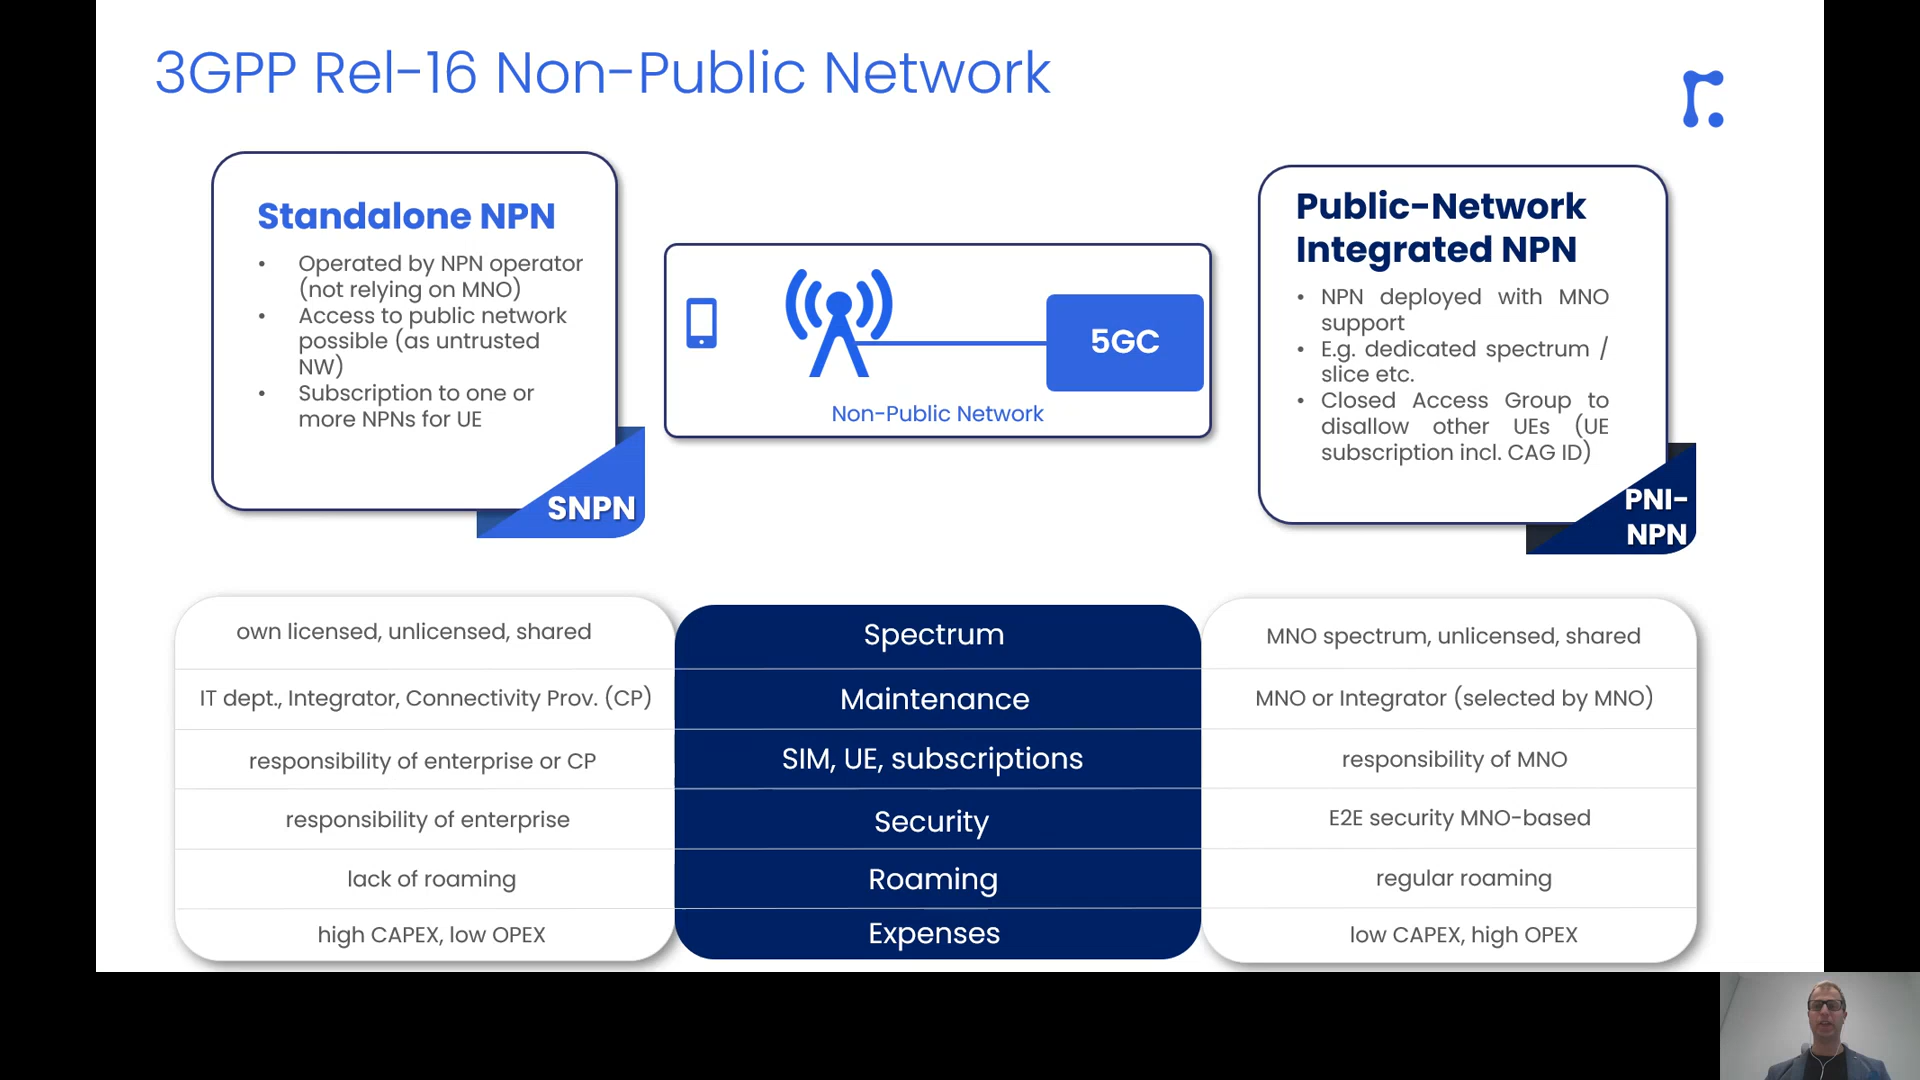 3GPP Rel-16 Non-Public Network
Standalone NPN
• Operated by NPN operator
(not relying on MNO)
• Access to public network
possible (as untrusted
NW)
• Subscription to one or
more NPNs for UE
SNPN
5GC
Non-Public Network
Public-Network
Integrated NPN
• NPN deployed with MNO
support
• E.g. dedicated spectrum /
slice etc.
• Closed Access Group to
disallow other UEs (UE
subscription incl. CAG ID)
PNI-
NPN
own licensed, unlicensed, shared
Spectrum
MNO spectrum, unlicensed, shared
IT dept., Integrator, Connectivity Prov. (CP)
Maintenance
MNO or Integrator (selected by MNO)
responsibility of enterprise or CP
SIM, UE, subscriptions
responsibility of MNO
responsibility of enterprise
Security
E2E security MNO-based
lack of roaming
Roaming
regular roaming
high CAPEX, low OPEX
Expenses
low CAPEX, high OPEX